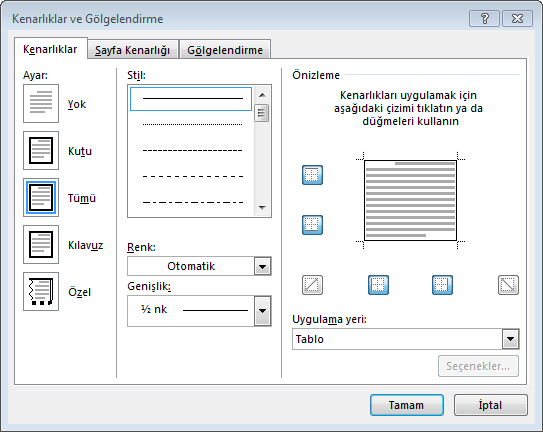 Kenarlıklar ve Gölgelendirme
Kenarlıklar
Sayfa Kenarlığı
Gölgelendirme
Ayar:
Yok
Kutu
Tümü
Kılavuz
Özel
Stil:
Renk:
Otomatik
Genişlik:
½ nk
Önizleme
Kenarlıkları uygulamak için
aşağıdaki çizimi tıklatın ya da
düğmeleri kullanın
Uygulama yeri:
Tablo
Seçenekler...
Tamam
İptal